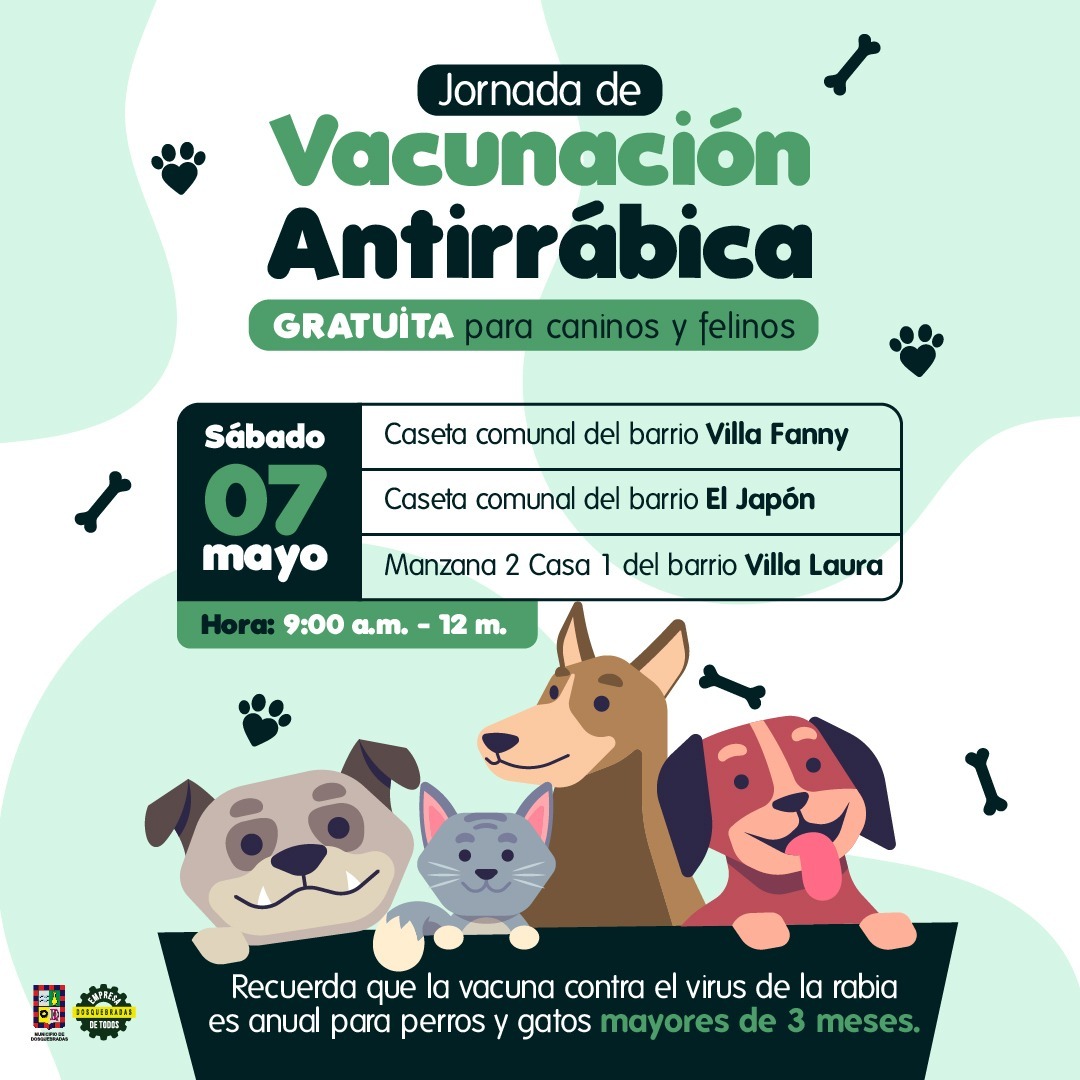 Jornada de
Vacunación
Antirrábica
GRATUITA para caninos y felinos
Sábado
07
mayo
Caseta comunal del barrio Villa Fanny
Caseta comunal del barrio El Japón
Manzana 2 Casa 1 del barrio Villa Laura
Hora: 9:00 a.m. - 12 m.
Recuerda que la vacuna contra el virus de la rabia
es anual para perros y gatos mayores de 3 meses.
MUNICIPIO DE
DOSQUEBRADAS
EMPRESA
DOSQUEBRADAS
DE TODOS